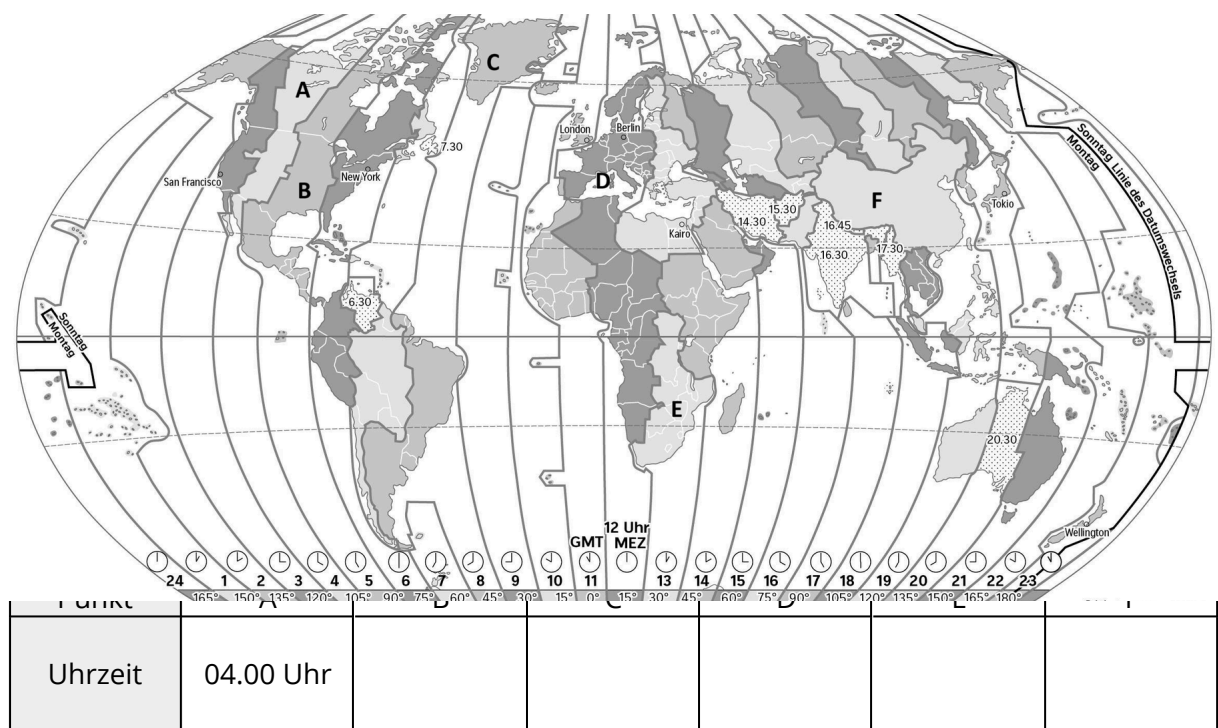 A
C
London
Berlin
7.30
San Francisco
New York
B
D
F
Tokio
Sonntag Linie des Datumswechsels
Montag
14.30
15.30
16.45
16.30
17.30
Kairo
6.30
Sonntag
Montag
E
20.30
Wellington
12 Uhr
GMT MEZ
24 1 2 3 4 5 6 7 8 9 10 11 13 14 15 16 17 18 19 20 21 22 23
165° 150° 135° 120° 105° 90° 75° 60° 45° 30° 15° 0° 15° 30° 45° 60° 75° 90° 105° 120° 135° 150° 165° 180°
Punkt A B C D E
Uhrzeit 04.00 Uhr